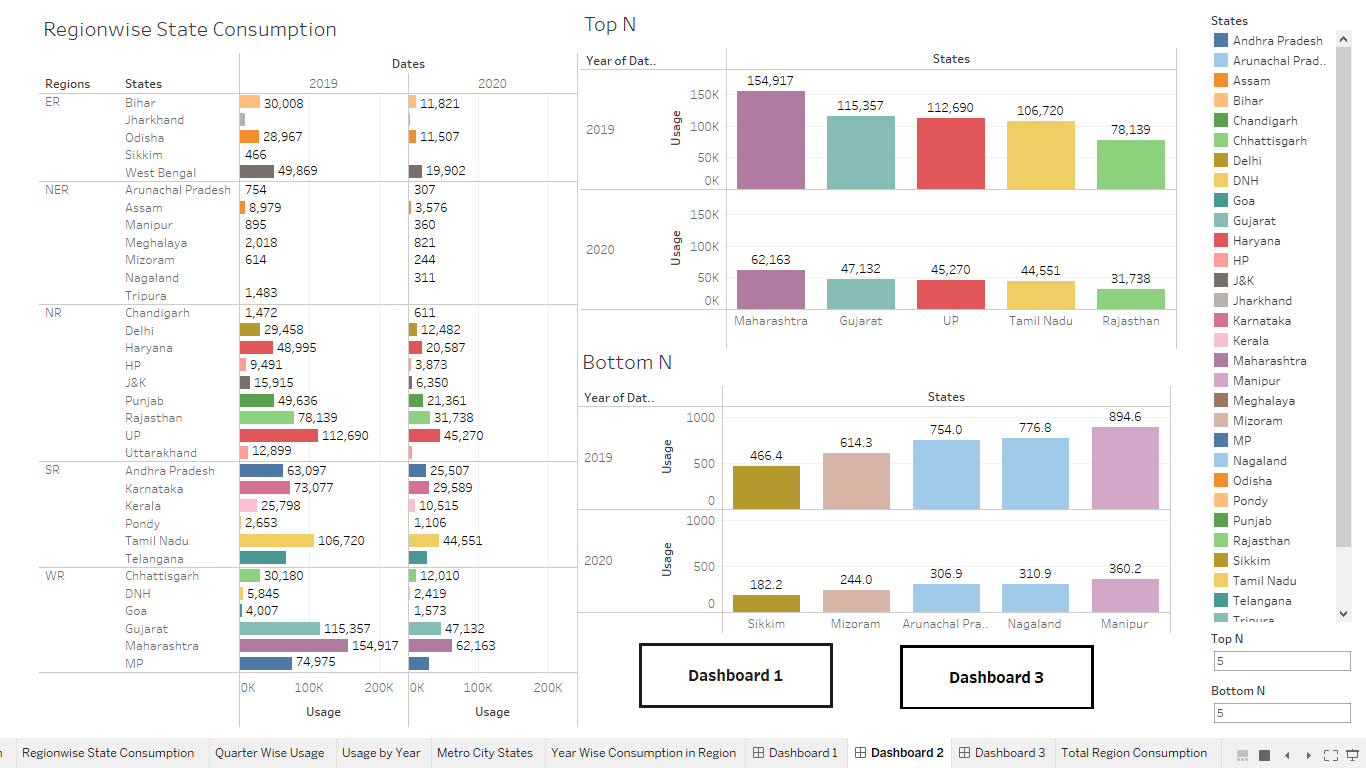 Regionwise State Consumption
Dates
Regions States 2019 2020
ER Bihar 30,008 11,821
Jharkhand
Odisha 28,967 11,507
Sikkim 466
West Bengal 49,869 19,902
NER Arunachal Pradesh 754 307
Assam 8,979 3,576
Manipur 895 360
Meghalaya 2,018 821
Mizoram 614 244
Nagaland 311
Tripura 1,483
NR Chandigarh 1,472 611
Delhi 29,458 12,482
Haryana 48,995 20,587
HP 9,491 3,873
J&K 15,915 6,350
Punjab 49,636 21,361
Rajasthan 78,139 31,738
UP 112,690 45,270
Uttarakhand 12,899
SR Andhra Pradesh 63,097 25,507
Karnataka 73,077 29,589
Kerala 25,798 10,515
Pondy 2,653 1,106
Tamil Nadu 106,720 44,551
Telangana
WR Chhattisgarh 30,180 12,010
DNH 5,845 2,419
Goa 4,007 1,573
Gujarat 115,357 47,132
Maharashtra 154,917 62,163
MP 74,975
0K 100K 200K 0K 100K 200K
Usage Usage
Top N
Year of Dat.. States
2019
Usage
150K
100K
50K
0K
154,917 115,357 112,690 106,720 78,139
2020
Usage
150K
100K
50K
0K
62,163 47,132 45,270 44,551 31,738
Maharashtra Gujarat UP Tamil Nadu Rajasthan
Bottom N
Year of Dat.. States
2019
Usage
1000
500
0
466.4 614.3 754.0 776.8 894.6
2020
Usage
1000
500
0
182.2 244.0 306.9 310.9 360.2
Sikkim Mizoram Arunachal Pra.. Nagaland Manipur
Dashboard 1
Dashboard 3
States
Andhra Pradesh
Arunachal Prad..
Assam
Bihar
Chandigarh
Chhattisgarh
Delhi
DNH
Goa
Gujarat
Haryana
HP
J&K
Jharkhand
Karnataka
Kerala
Maharashtra
Manipur
Meghalaya
Mizoram
MP
Nagaland
Odisha
Pondy
Punjab
Rajasthan
Sikkim
Tamil Nadu
Telangana
Tripura
Top N
5
Bottom N
5
Regionwise State Consumption Quarter Wise Usage Usage by Year Metro City States Year Wise Consumption in Region Dashboard 1 Dashboard 2 Dashboard 3 Total Region Consumption